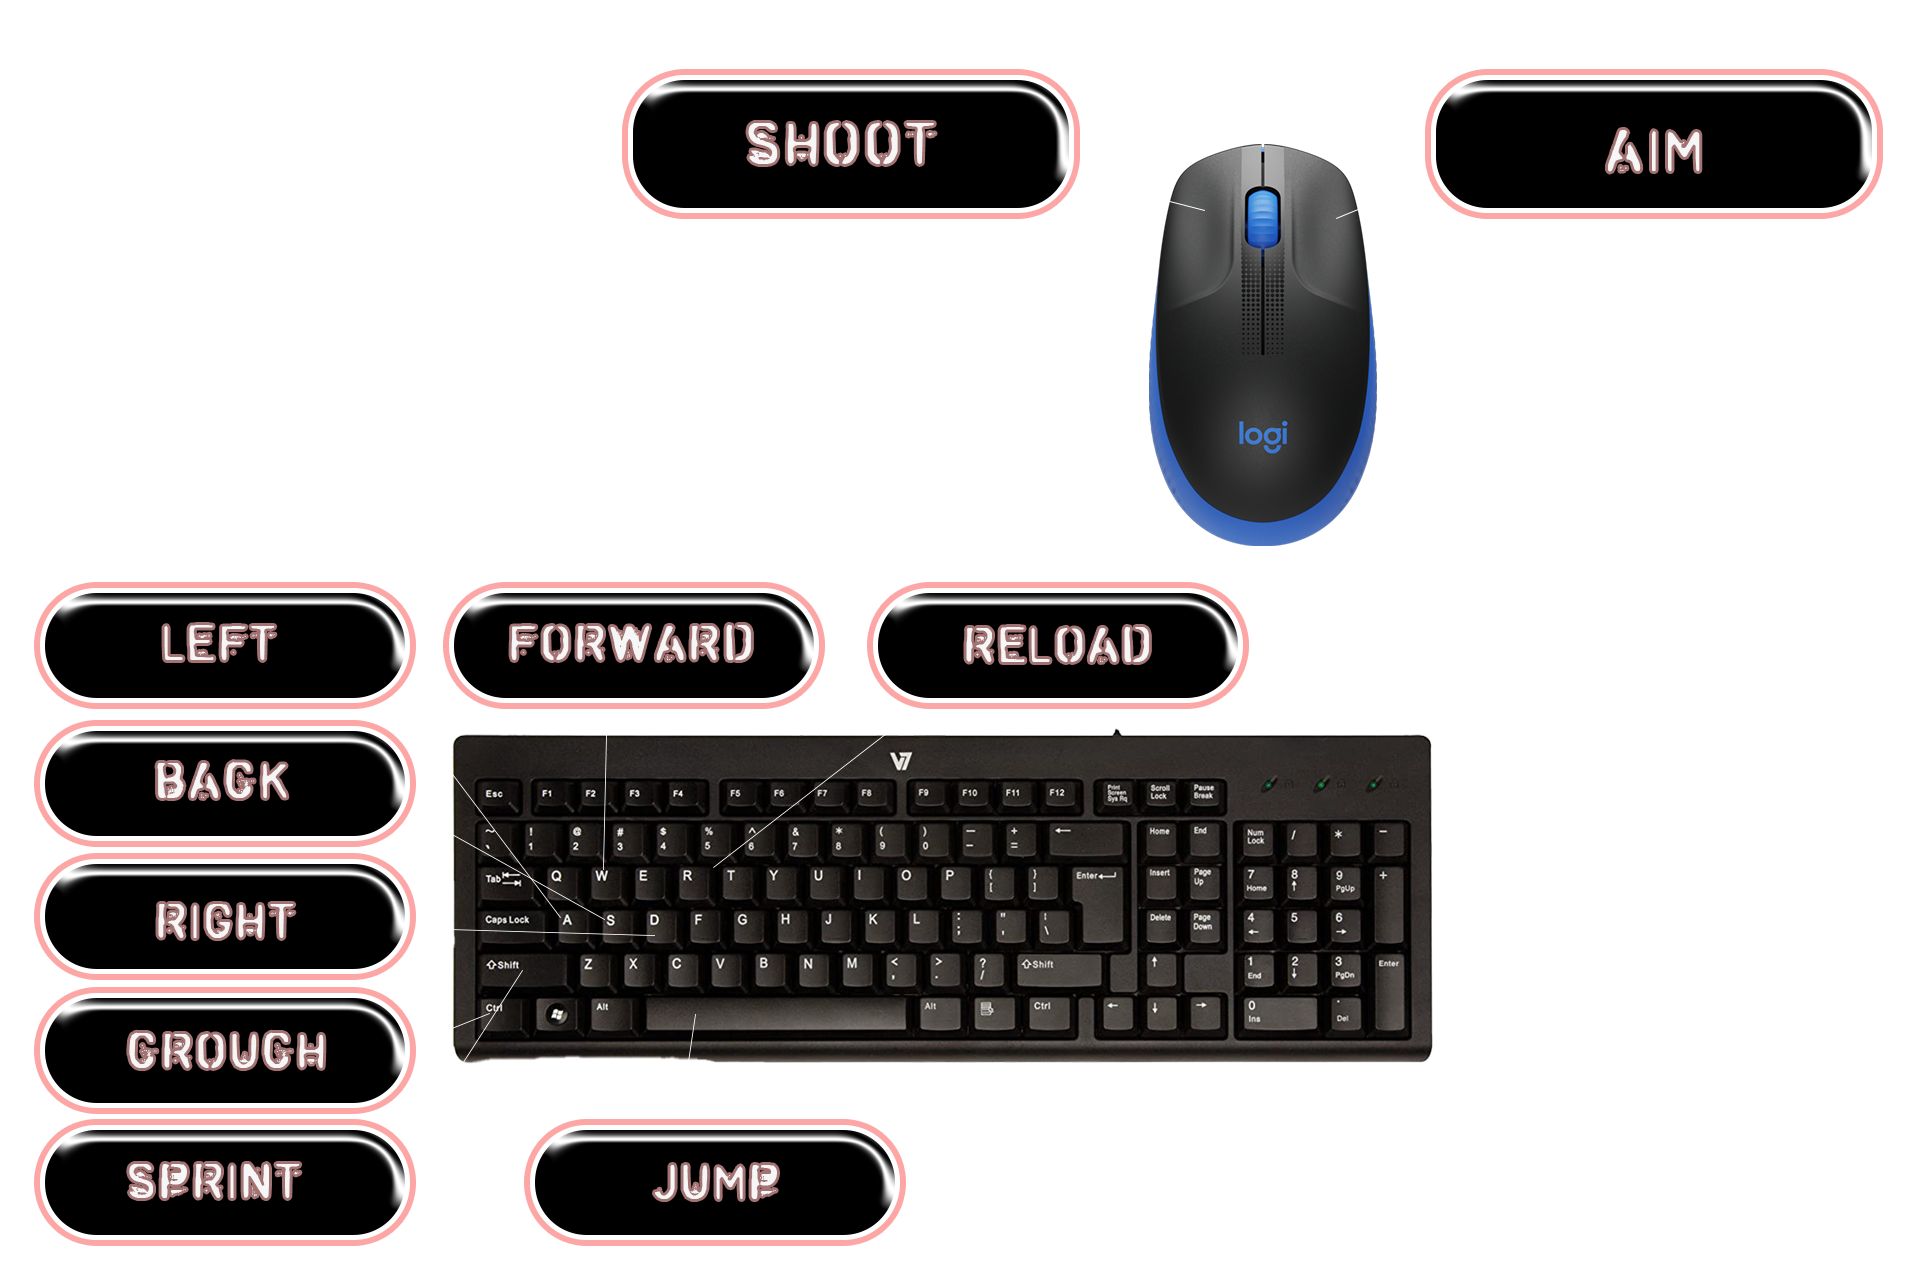 SHOOT
AIM
logi
LEFT
FORWARD
RELOAD
BACK
RIGHT
CROUCH
SPRINT
JUMP
V7
Esc F1 F2 F3 F4 F5 F6 F7 F8 F9 F10 F11 F12 Print Screen Sys Rq Scroll Lock Pause Break
~ ! @ # $ % ^ & * ( ) — +
` 1 2 3 4 5 6 7 8 9 0 – = ← Home End Num Lock / * −
Tab Q W E R T Y U I O P { [ } ] Enter Insert Page Up 7 Home 8 ↑ 9 PgUp +
Caps Lock A S D F G H J K L : ; " ' | \ Delete Page Down 4 ← 5 6 →
⇧Shift Z X C V B N M < , > . ? / ⇧Shift ↑ 1 End 2 ↓ 3 PgDn Enter
Ctrl Alt Alt Ctrl ← ↓ → 0 Ins . Del